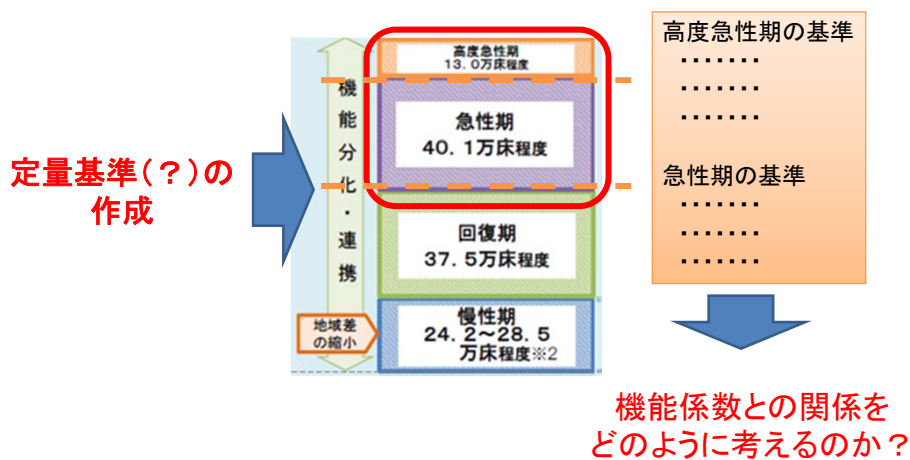 定量基準(？)の
作成
機能分化・連携
地域差
の縮小
高度急性期
13.0万床程度
急性期
40.1万床程度
回復期
37.5万床程度
慢性期
24.2～28.5
万床程度※2
高度急性期の基準
・・・・・・・
・・・・・・・
・・・・・・・
急性期の基準
・・・・・・・
・・・・・・・
・・・・・・・
機能係数との関係を
どのように考えるのか？